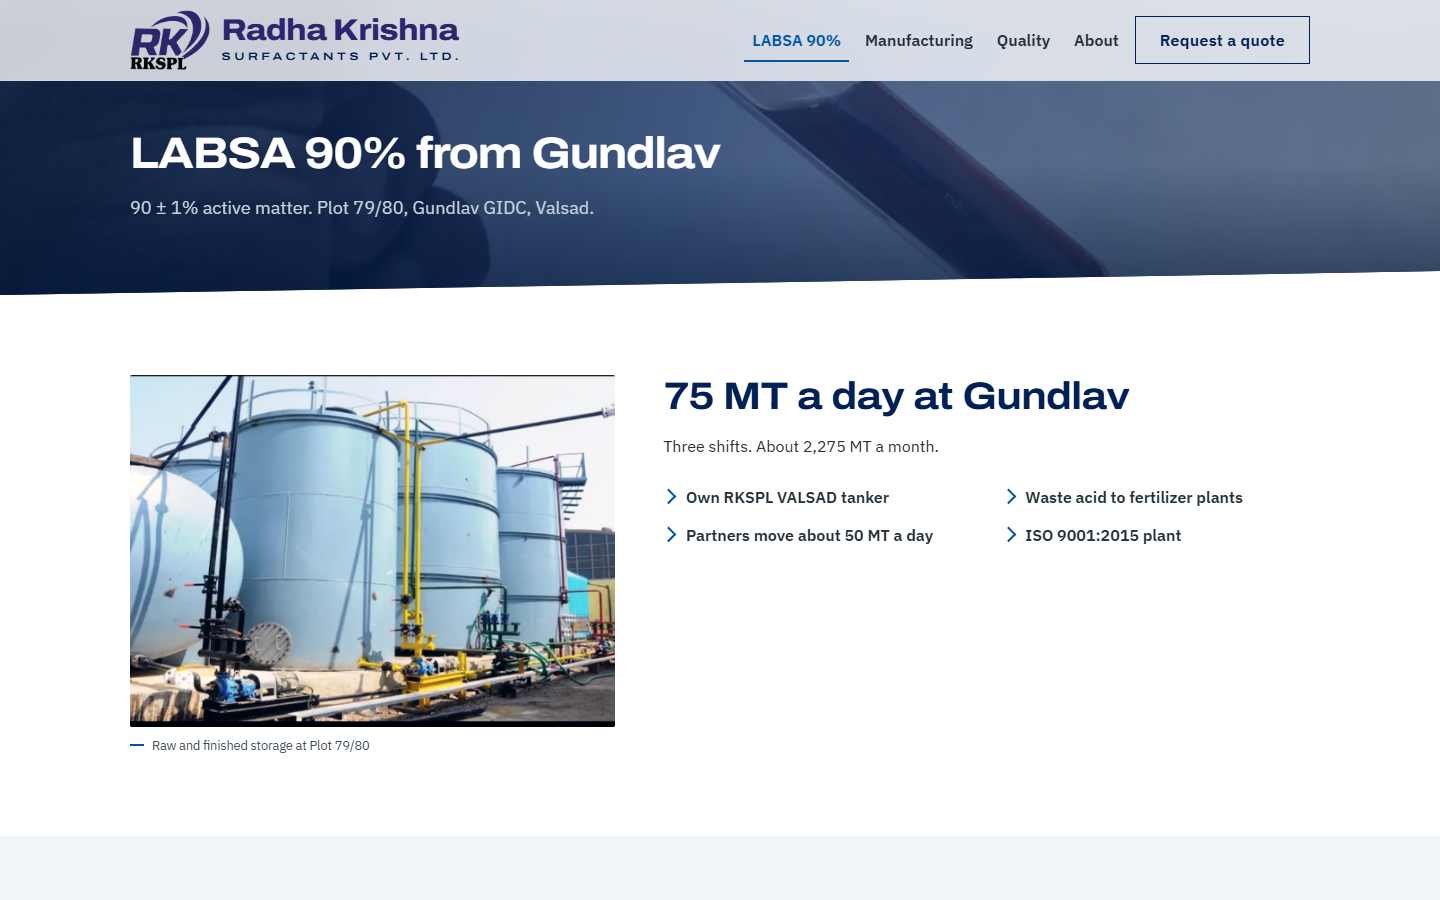 RK
RKSPL
Radha Krishna
SURFACTANTS PVT. LTD.
LABSA 90%
Manufacturing
Quality
About
Request a quote
LABSA 90% from Gundlav
90 ± 1% active matter. Plot 79/80, Gundlav GIDC, Valsad.
75 MT a day at Gundlav
Three shifts. About 2,275 MT a month.
Own RKSPL VALSAD tanker
Waste acid to fertilizer plants
Partners move about 50 MT a day
ISO 9001:2015 plant
Raw and finished storage at Plot 79/80